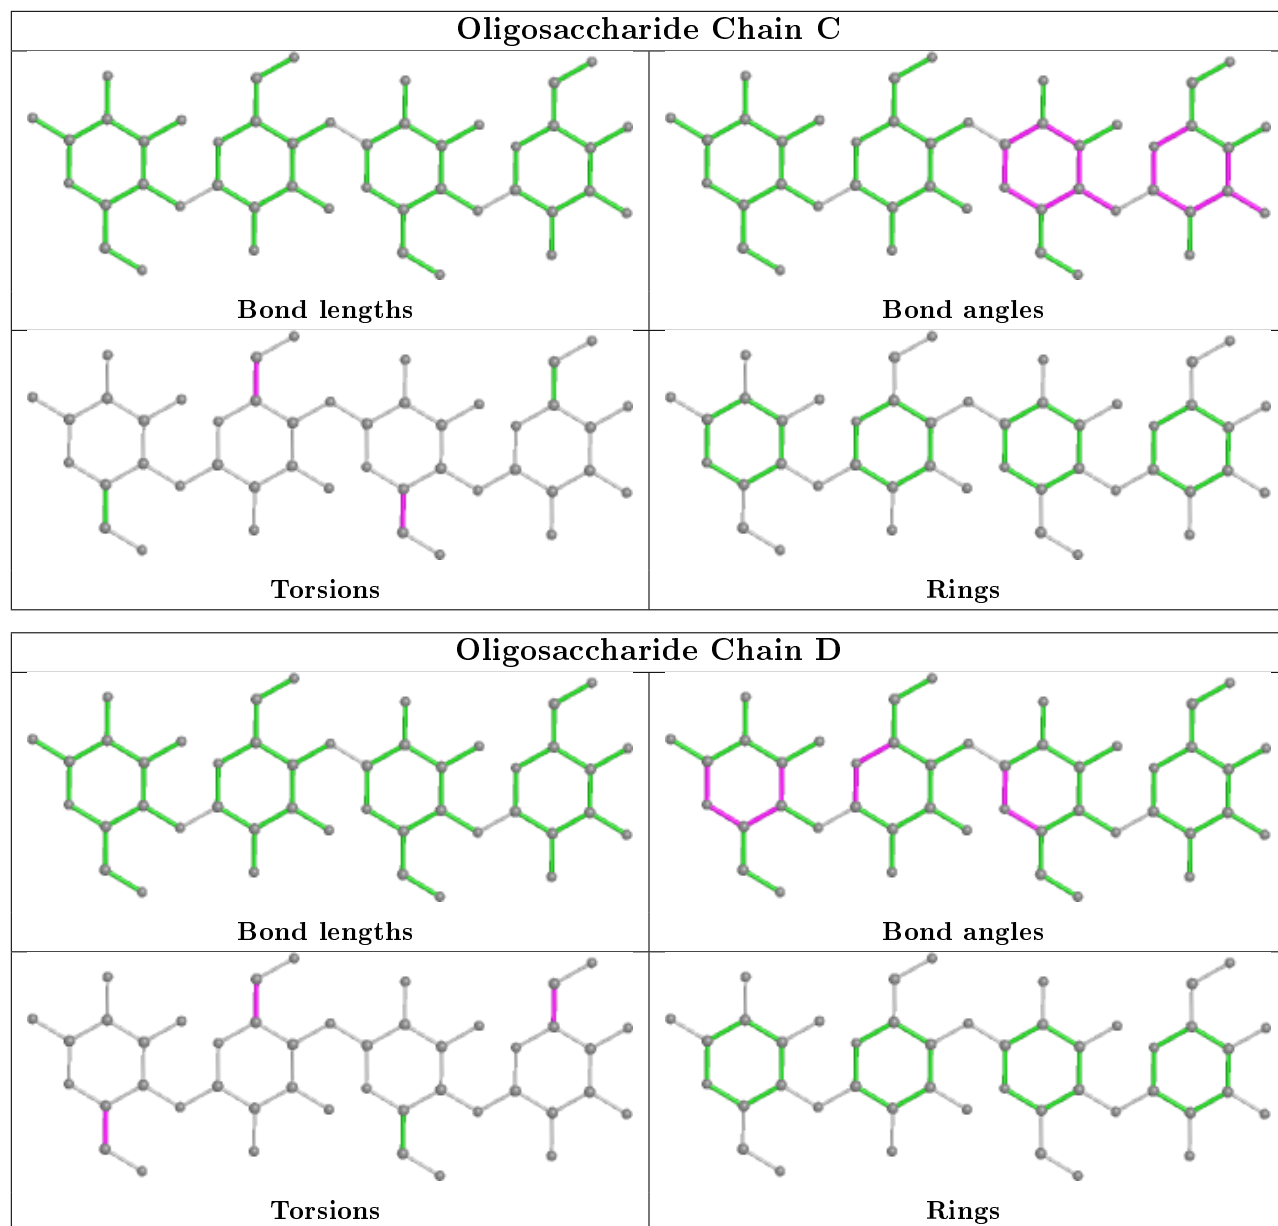 Oligosaccharide Chain C
Bond lengths
Bond angles
Torsions
Rings
Oligosaccharide Chain D
Bond lengths
Bond angles
Torsions
Rings